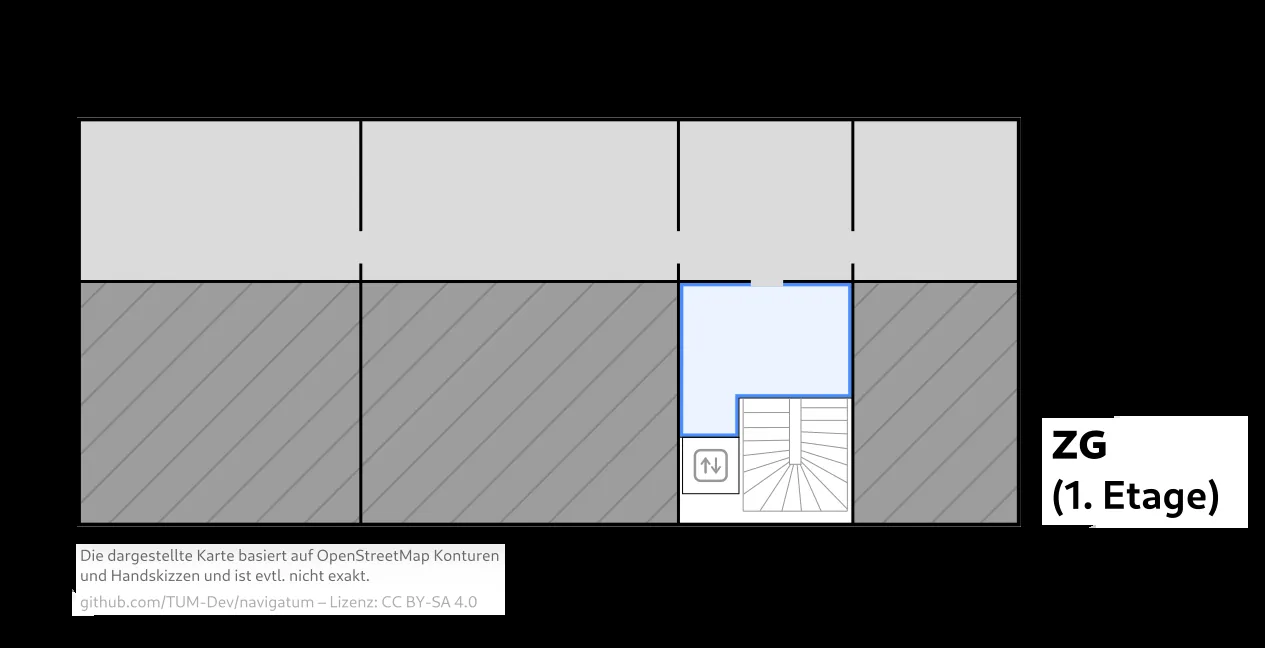 ZG
(1. Etage)
Die dargestellte Karte basiert auf OpenStreetMap Konturen
und Handskizzen und ist evtl. nicht exakt.
github.com/TUM-Dev/navigatum – Lizenz: CC BY-SA 4.0